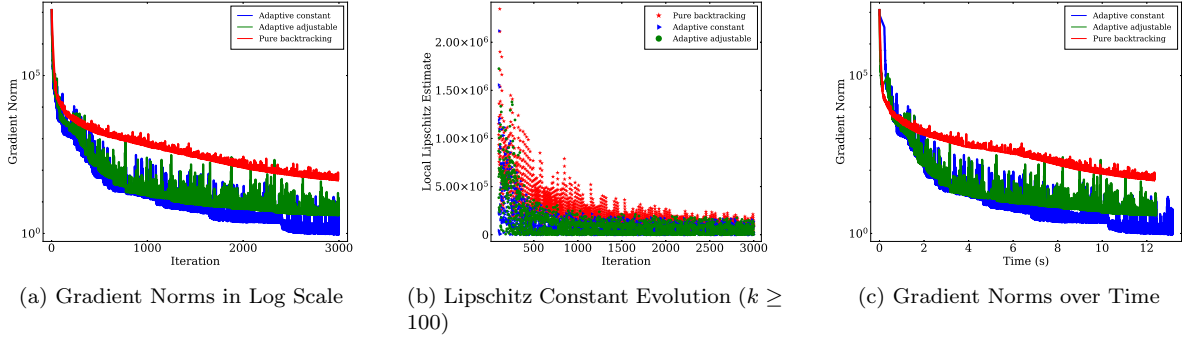 Adaptive constant
Adaptive adjustable
Pure backtracking
Gradient Norm
10^5
10^0
0
1000
2000
3000
Iteration
(a) Gradient Norms in Log Scale
Pure backtracking
Adaptive constant
Adaptive adjustable
Local Lipschitz Estimate
2.00×10^6
1.50×10^6
1.00×10^6
5.00×10^5
0
500
1000
1500
2000
2500
3000
Iteration
(b) Lipschitz Constant Evolution (k ≥
100)
Adaptive constant
Adaptive adjustable
Pure backtracking
Gradient Norm
10^5
10^0
0
2
4
6
8
10
12
Time (s)
(c) Gradient Norms over Time